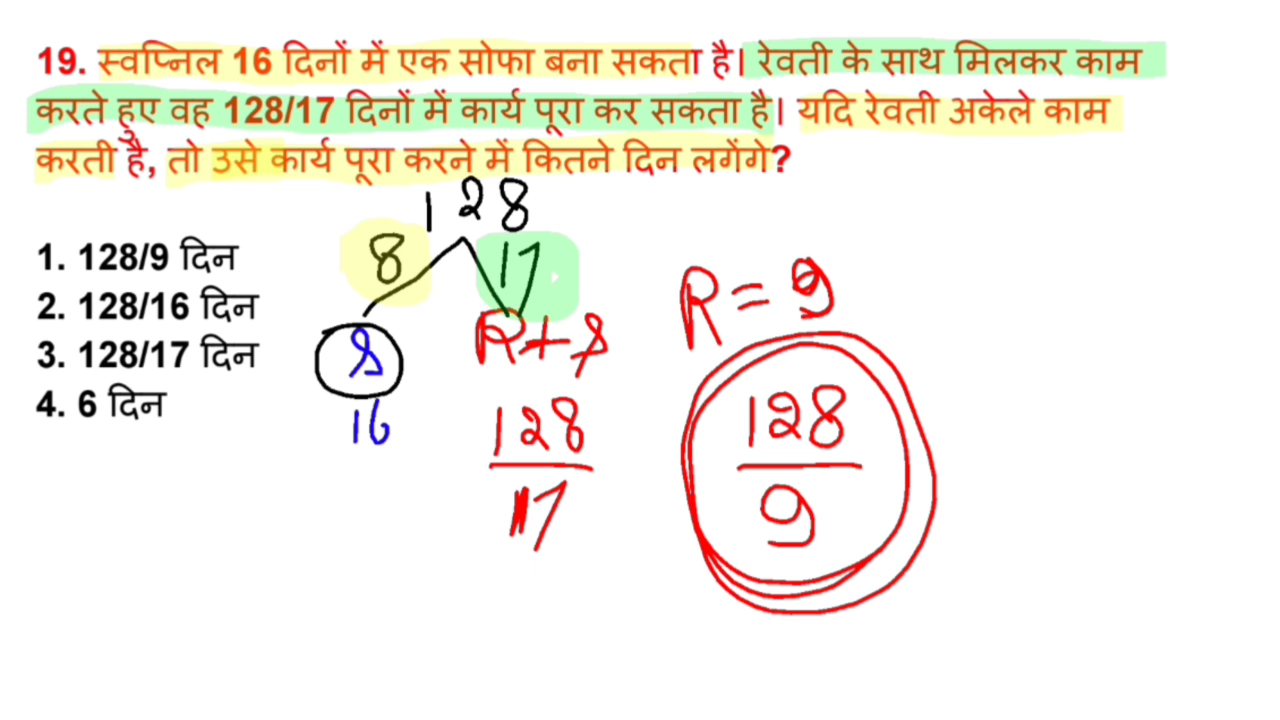 19. स्वप्निल 16 दिनों में एक सोफा बना सकता है। रेवती के साथ मिलकर काम
करते हुए वह 128/17 दिनों में कार्य पूरा कर सकता है। यदि रेवती अकेले काम
करती है, तो उसे कार्य पूरा करने में कितने दिन लगेंगे?
1. 128/9 दिन
2. 128/16 दिन
3. 128/17 दिन
4. 6 दिन
128
8 17
16
R+
128
17
R = 9
128
9